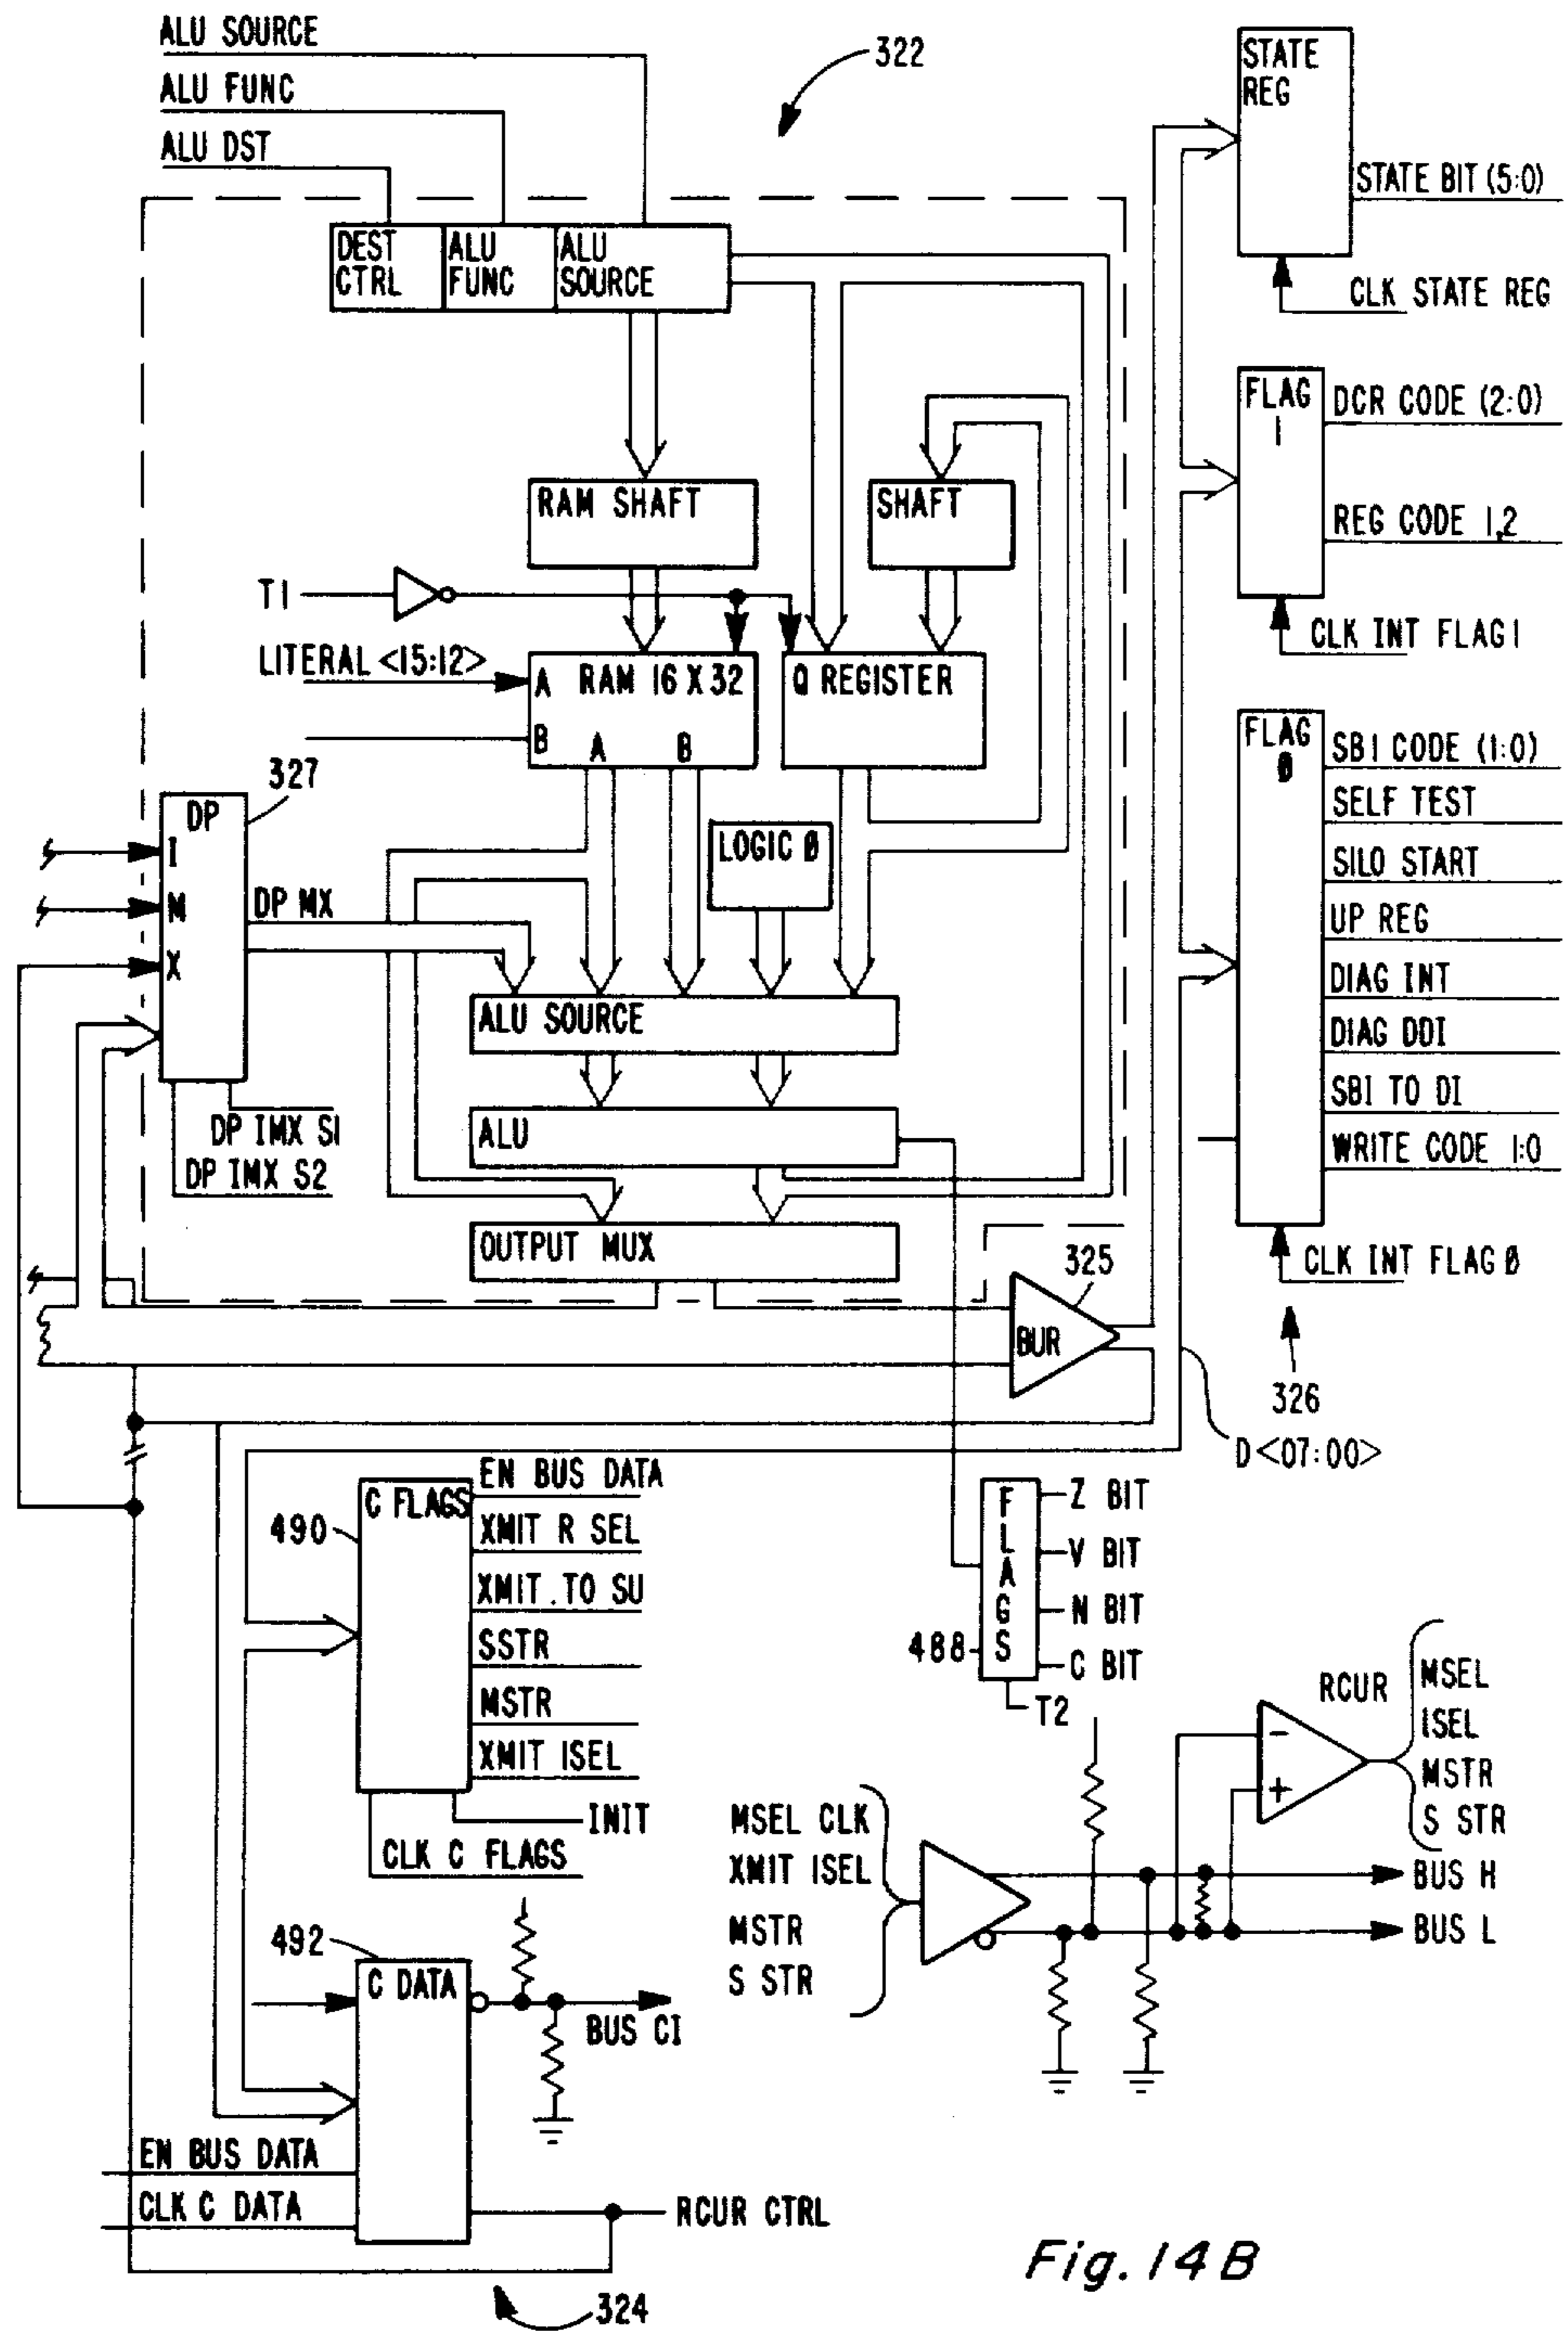 ALU SOURCE
ALU FUNC
ALU DST
322
DEST CTRL
ALU FUNC
ALU SOURCE
RAM SHAFT
SHAFT
T1
LITERAL <15:12>
A RAM 16 X 32
B A B
Q REGISTER
327
DP
I
M
X
DP MX
LOGIC Ø
ALU SOURCE
ALU
DP IMX S1
DP IMX S2
OUTPUT MUX
325
BUR
STATE REG
STATE BIT (5:0)
CLK STATE REG
FLAG 1
DCR CODE (2:0)
REG CODE 1,2
CLK INT FLAG 1
FLAG Ø
SBI CODE (1:0)
SELF TEST
SILO START
UP REG
DIAG INT
DIAG DDI
SBI TO DI
WRITE CODE 1:0
CLK INT FLAG Ø
326
D<07:00>
490
C FLAGS
EN BUS DATA
XMIT R SEL
XMIT . TO SU
SSTR
MSTR
XMIT ISEL
INIT
CLK C FLAGS
488
FLAGS
Z BIT
V BIT
N BIT
C BIT
T2
RCUR
MSEL
ISEL
MSTR
S STR
MSEL CLK
XMIT ISEL
MSTR
S STR
BUS H
BUS L
492
C DATA
BUS CI
EN BUS DATA
CLK C DATA
RCUR CTRL
324
Fig. 14B